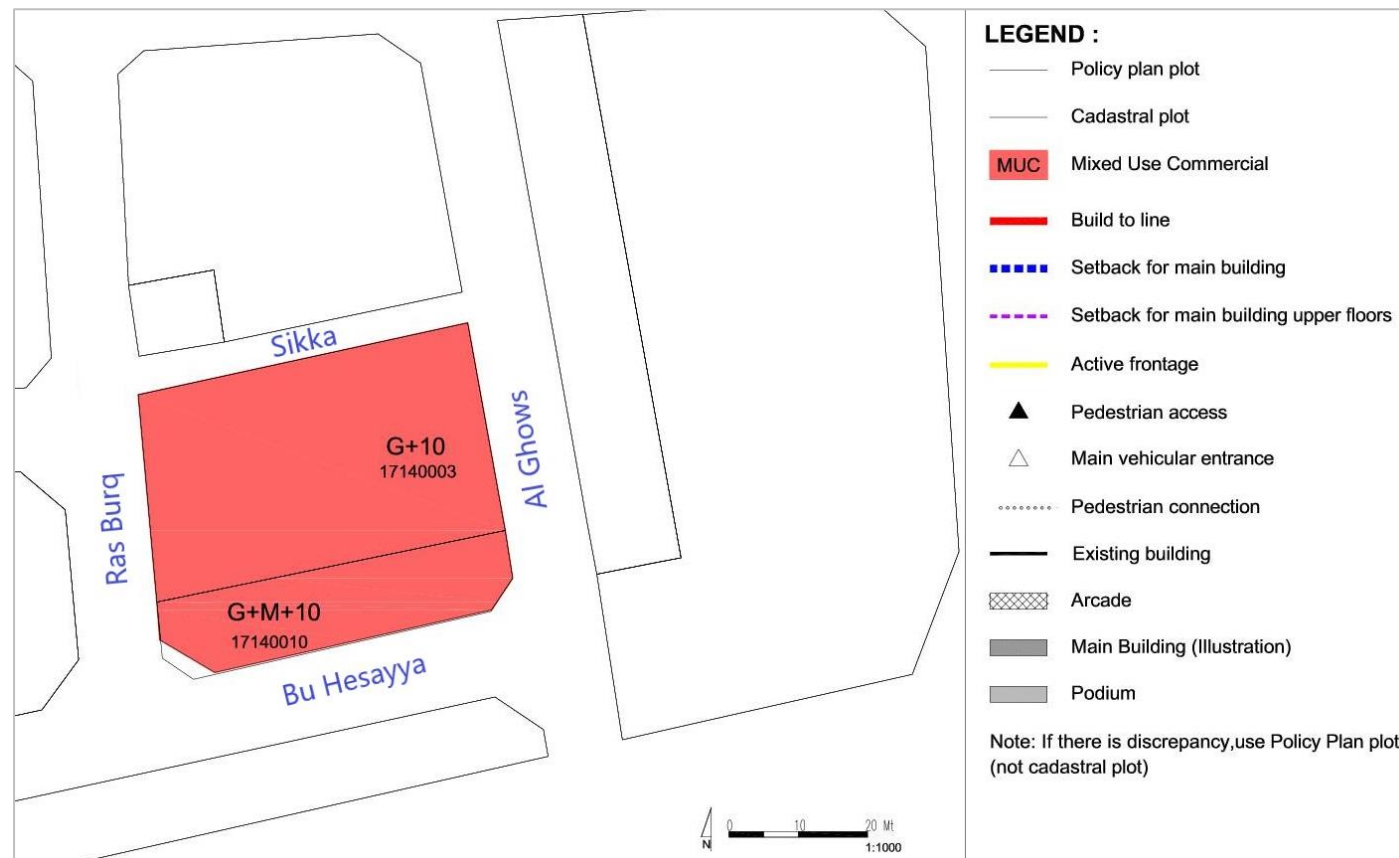 Sikka
G+10
17140003
Al Ghows
Ras Burq
G+M+10
17140010
Bu Hesayya
N
0 10 20 Mt
1:1000
LEGEND :
Policy plan plot
Cadastral plot
MUC Mixed Use Commercial
Build to line
Setback for main building
Setback for main building upper floors
Active frontage
Pedestrian access
Main vehicular entrance
Pedestrian connection
Existing building
Arcade
Main Building (Illustration)
Podium
Note: If there is discrepancy,use Policy Plan plot
(not cadastral plot)